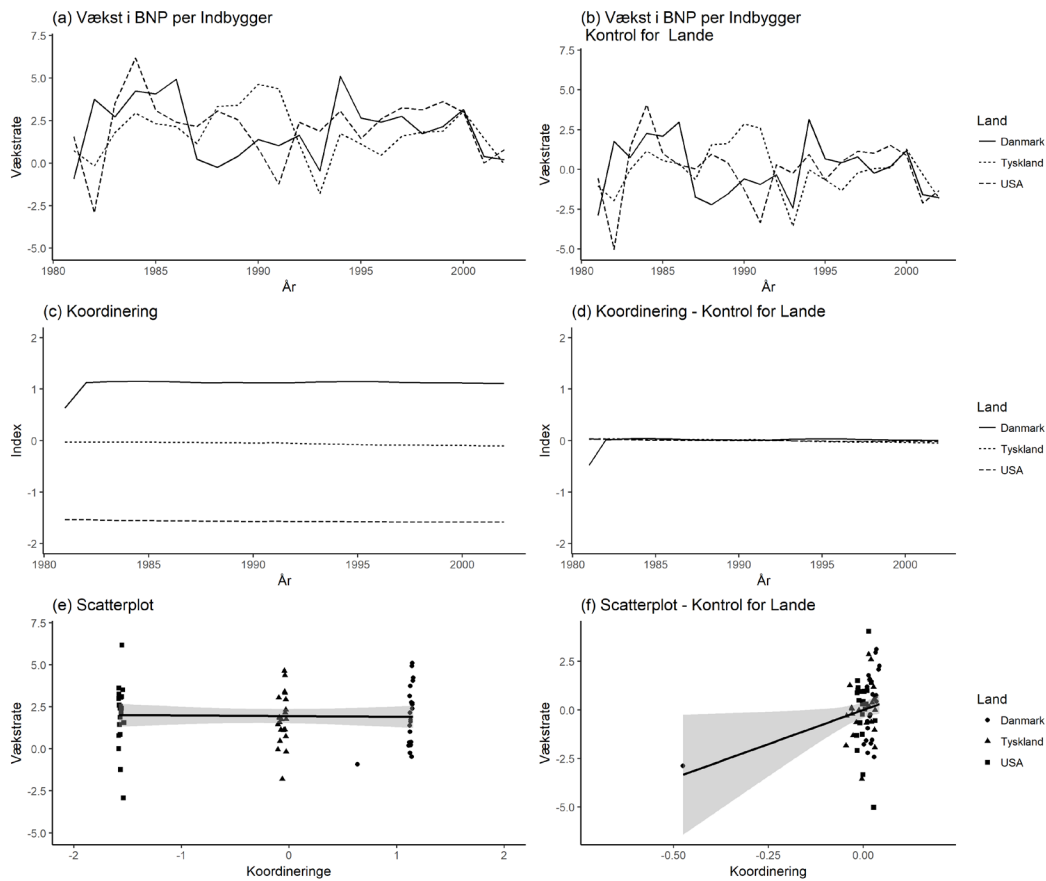 (a) Vækst i BNP per Indbygger
7.5
5.0
2.5
0.0
-2.5
-5.0
Vækstrate
1980
1985
1990
1995
2000
År
(b) Vækst i BNP per Indbygger
Kontrol for Lande
7.5
5.0
2.5
0.0
-2.5
-5.0
Vækstrate
1980
1985
1990
1995
2000
År
Land
Danmark
Tyskland
USA
(c) Koordinering
2
1
0
-1
-2
Index
1980
1985
1990
1995
2000
År
(d) Koordinering - Kontrol for Lande
2
1
0
-1
-2
Index
1980
1985
1990
1995
2000
År
Land
Danmark
Tyskland
USA
(e) Scatterplot
7.5
5.0
2.5
0.0
-2.5
-5.0
Vækstrate
-2
-1
0
1
2
Koordineringe
(f) Scatterplot - Kontrol for Lande
2.5
0.0
-2.5
-5.0
Vækstrate
-0.50
-0.25
0.00
Koordinering
Land
Danmark
Tyskland
USA